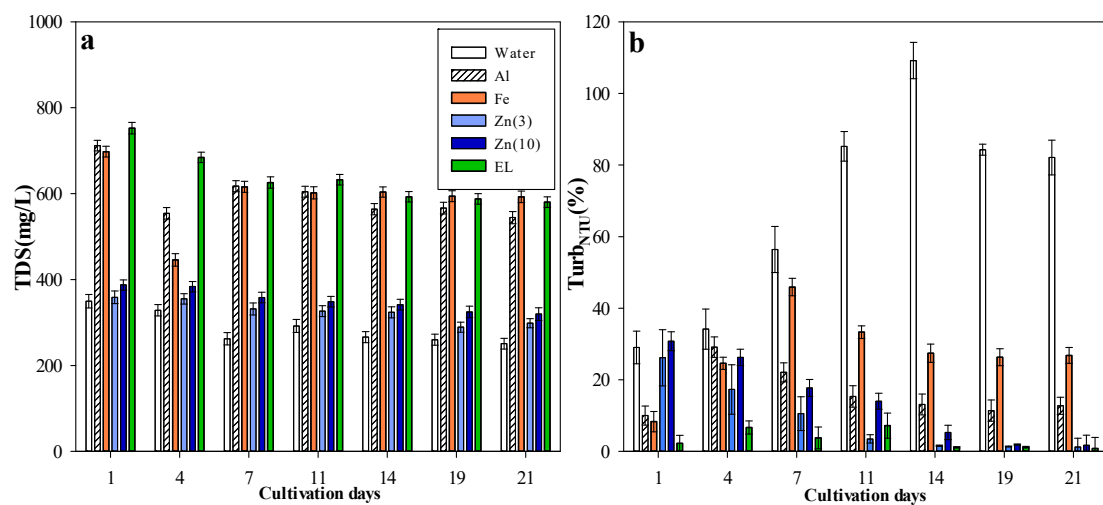 a
1000
800
600
400
200
0
TDS(mg/L)
Water
Al
Fe
Zn(3)
Zn(10)
EL
1 4 7 11 14 19 21
Cultivation days
b
120
100
80
60
40
20
0
Turb_NTU(%)
1 4 7 11 14 19 21
Cultivation days